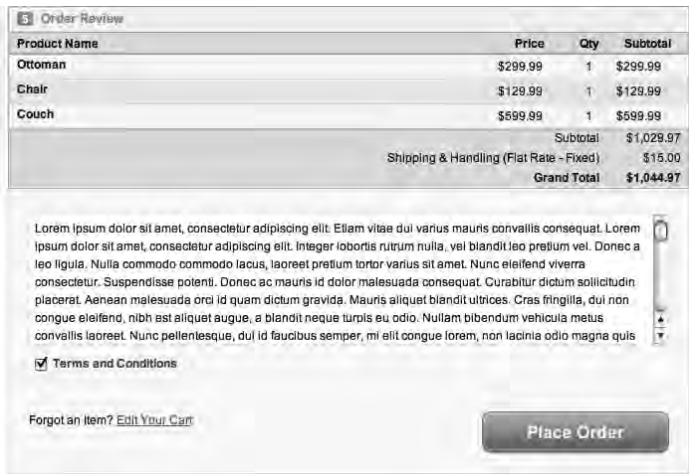 5 Order Review
Product Name Price Qty Subtotal
Ottoman $299.99 1 $299.99
Chair $129.99 1 $129.99
Couch $599.99 1 $599.99
Subtotal $1,029.97
Shipping & Handling (Flat Rate - Fixed) $15.00
Grand Total $1,044.97
Lorem ipsum dolor sit amet, consectetur adipiscing elit. Etiam vitae dui varius mauris convallis consequat. Lorem
ipsum dolor sit amet, consectetur adipiscing elit. Integer lobortis rutrum nulla, vel blandit leo pretium vel. Donec a
leo ligula. Nulla commodo commodo lacus, laoreet pretium tortor varius sit amet. Nunc eleifend viverra
consectetur. Suspendisse potenti. Donec ac mauris id dolor malesuada consequat. Curabitur dictum sollicitudin
placerat. Aenean malesuada orci id quam dictum gravida. Mauris aliquet blandit ultrices. Cras fringilla, dui non
congue eleifend, nibh est aliquet augue, a blandit neque turpis eu odio. Nullam bibendum vehicula metus
convallis laoreet. Nunc pellentesque, dui id faucibus semper, mi elit congue lorem, non lacinia odio magna quis
Terms and Conditions
Forgot an Item? Edit Your Cart
Place Order